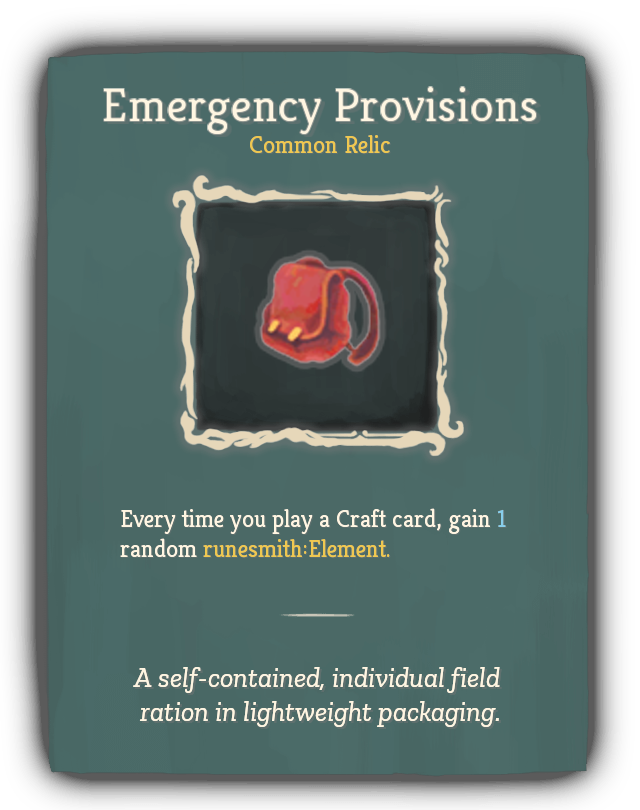 Emergency Provisions
Common Relic
Every time you play a Craft card, gain 1
random runesmith:Element.
A self-contained, individual field
ration in lightweight packaging.